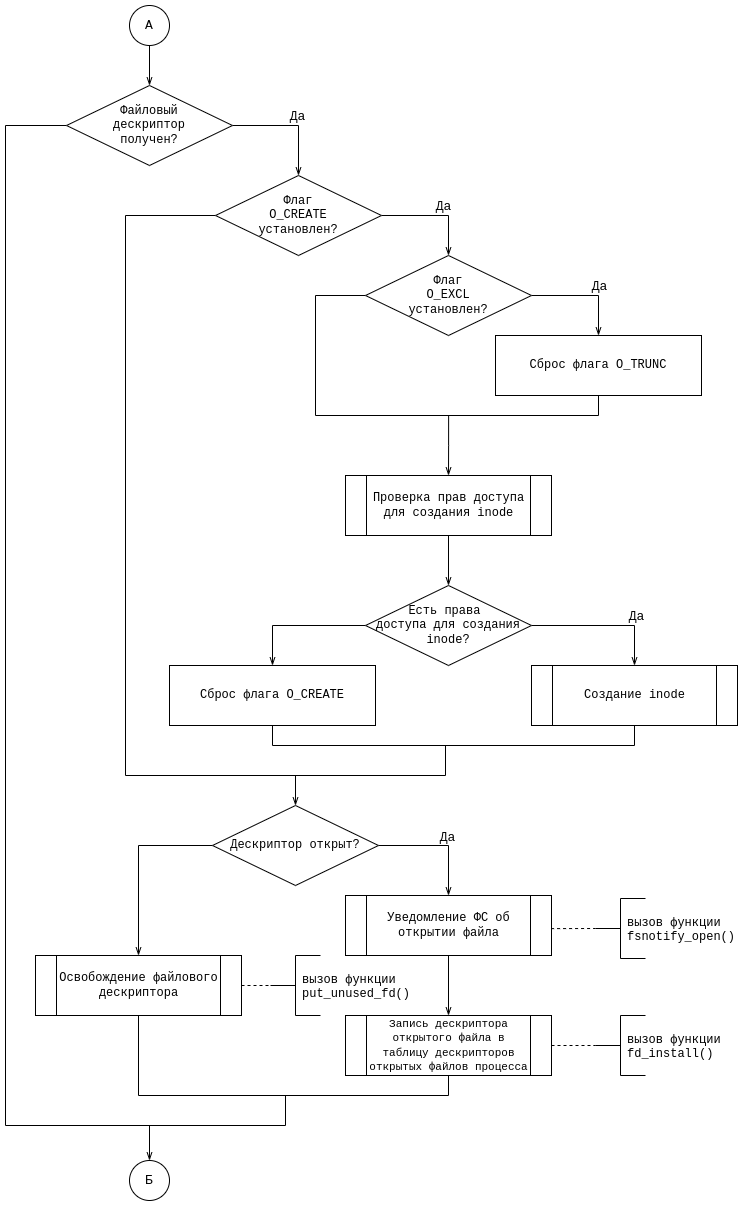 А
Файловый
дескриптор
получен?
Да
Флаг
O_CREATE
установлен?
Да
Флаг
O_EXCL
установлен?
Да
Сброс флага O_TRUNC
Проверка прав доступа
для создания inode
Есть права
доступа для создания
inode?
Да
Сброс флага O_CREATE
Создание inode
Дескриптор открыт?
Да
Уведомление ФС об
открытии файла
вызов функции
fsnotify_open()
Освобождение файлового
дескриптора
вызов функции
put_unused_fd()
Запись дескриптора
открытого файла в
таблицу дескрипторов
открытых файлов процесса
вызов функции
fd_install()
Б